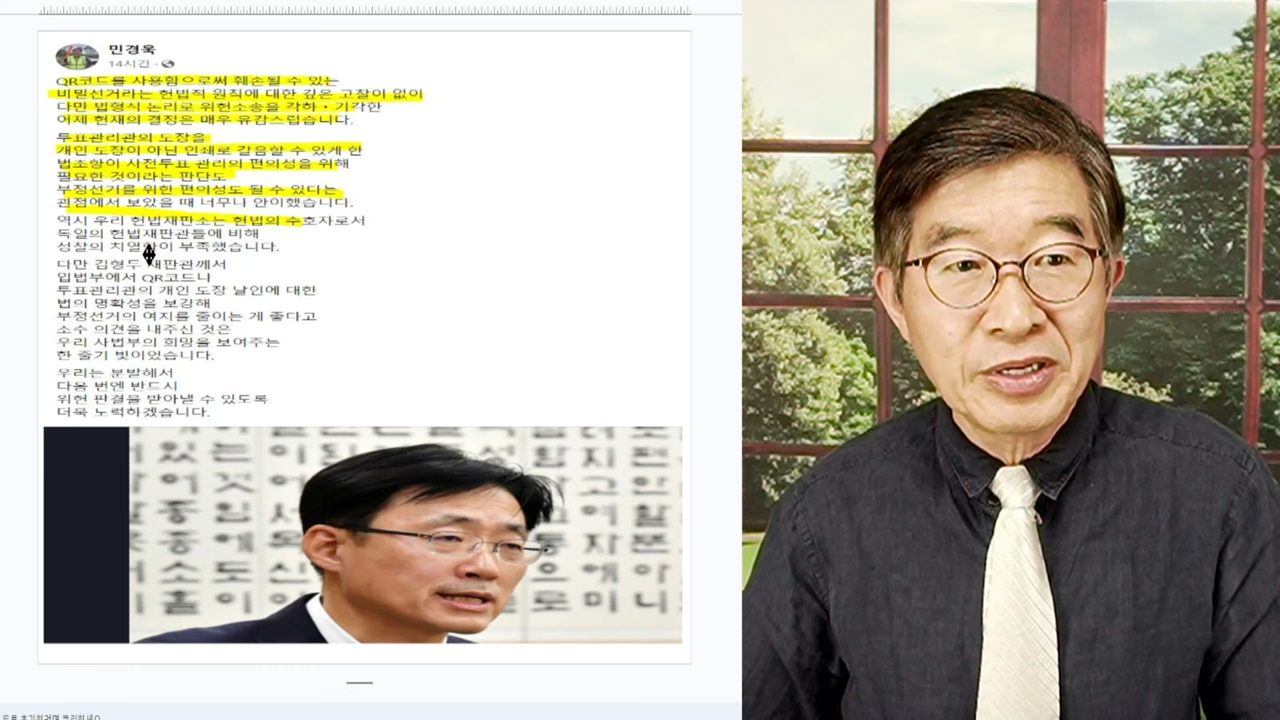 민경욱
14시간 ·
QR코드를 사용함으로써 훼손될 수 있는
비밀선거라는 헌법적 원칙에 대한 깊은 고찰이 없이
다만 법형식 논리로 위헌소송을 각하·기각한
어제 헌재의 결정은 매우 유감스럽습니다.
투표관리관의 도장을
개인 도장이 아닌 인쇄로 갈음할 수 있게 한
법조항이 사전투표 관리의 편의성을 위해
필요한 것이라는 판단도
부정선거를 위한 편의성도 될 수 있다는
관점에서 보았을 때 너무나 안이했습니다.
역시 우리 헌법재판소는 헌법의 수호자로서
독일의 헌법재판관들에 비해
성찰의 치열함이 부족했습니다.
다만 김형두 재판관께서
입법부에서 QR코드나
투표관리관의 개인 도장 날인에 대한
법의 명확성을 보강해
부정선거의 여지를 줄이는 게 좋다고
소수 의견을 내주신 것은
우리 사법부의 희망을 보여주는
한 줄기 빛이었습니다.
우리는 분발해서
다음 번엔 반드시
위헌 판결을 받아낼 수 있도록
더욱 노력하겠습니다.